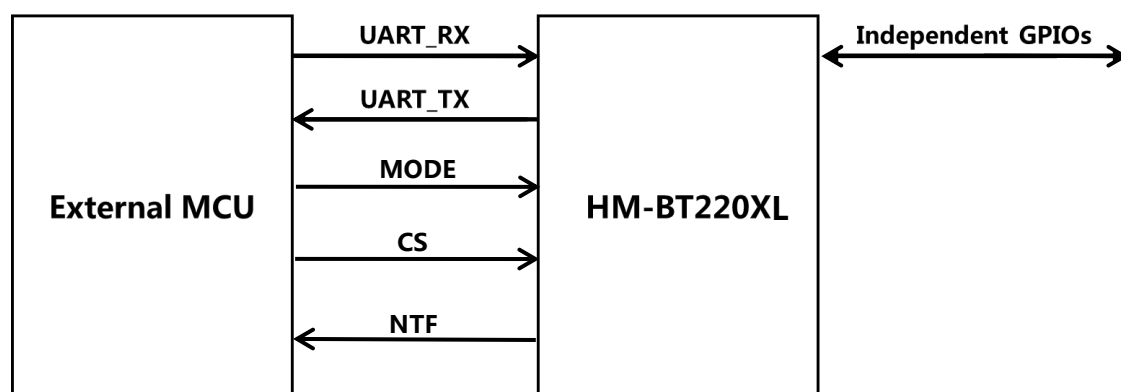 UART_RX
Independent GPIOs
UART_TX
MODE
External MCU
HM-BT220XL
CS
NTF